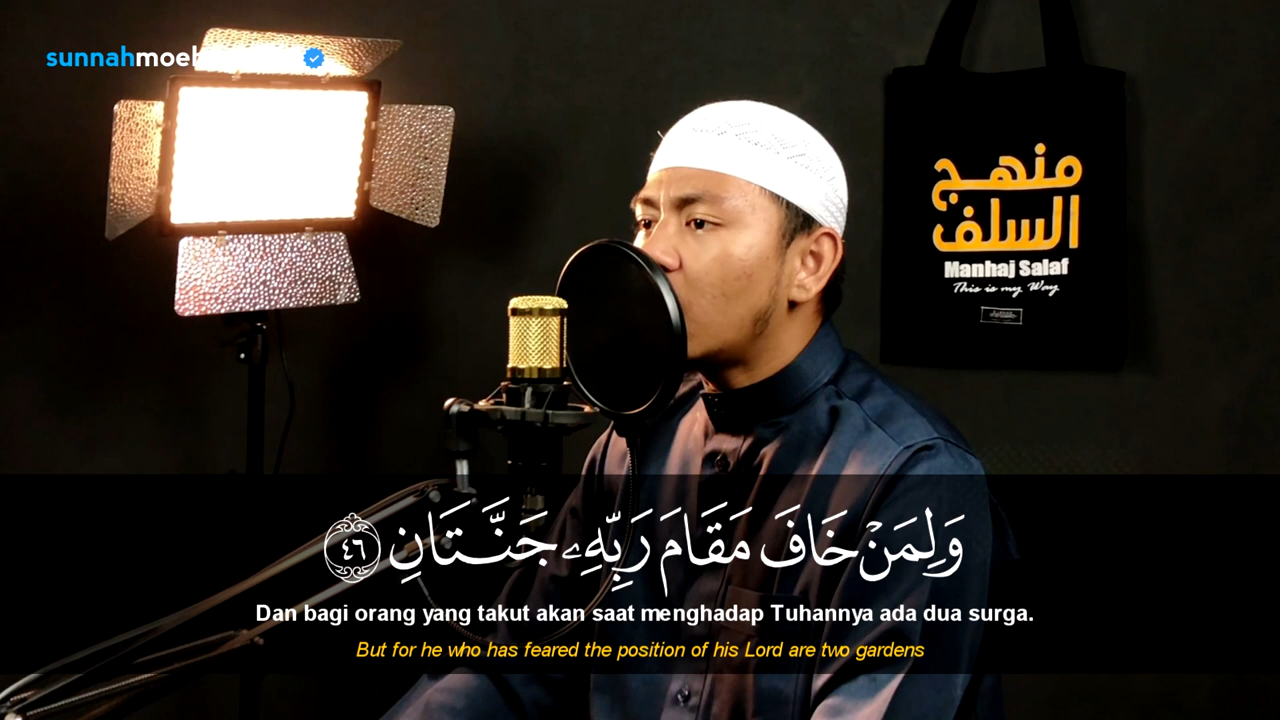 منهج
السلف
Manhaj Salaf
This is my Way
وَلِمَنْ خَافَ مَقَامَ رَبِّهِۦ جَنَّتَانِ ٤٦
Dan bagi orang yang takut akan saat menghadap Tuhannya ada dua surga.
But for he who has feared the position of his Lord are two gardens